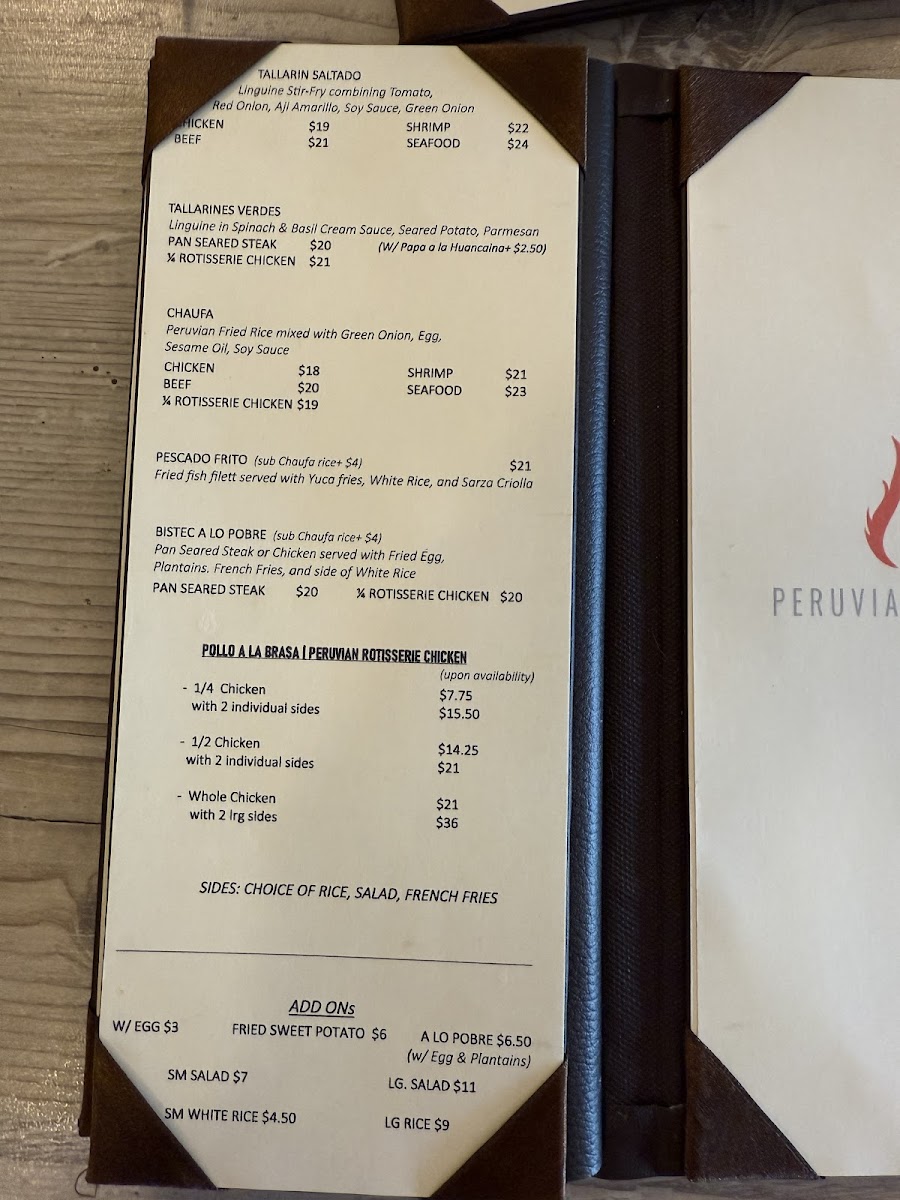 TALLARIN SALTADO
Linguine Stir-Fry combining Tomato,
Red Onion, Aji Amarillo, Soy Sauce, Green Onion
HICKEN $19 SHRIMP $22
BEEF $21 SEAFOOD $24
TALLARINES VERDES
Linguine in Spinach & Basil Cream Sauce, Seared Potato, Parmesan
PAN SEARED STEAK $20 (W/ Papa a la Huancaina+ $2.50)
¼ ROTISSERIE CHICKEN $21
CHAUFA
Peruvian Fried Rice mixed with Green Onion, Egg,
Sesame Oil, Soy Sauce
CHICKEN $18 SHRIMP $21
BEEF $20 SEAFOOD $23
¼ ROTISSERIE CHICKEN $19
PESCADO FRITO (sub Chaufa rice+ $4) $21
Fried fish filett served with Yuca fries, White Rice, and Sarza Criolla
BISTEC A LO POBRE (sub Chaufa rice+ $4)
Pan Seared Steak or Chicken served with Fried Egg,
Plantains. French Fries, and side of White Rice
PAN SEARED STEAK $20 ¼ ROTISSERIE CHICKEN $20
POLLO A LA BRASA | PERUVIAN ROTISSERIE CHICKEN
(upon availability)
- 1/4 Chicken $7.75
with 2 individual sides $15.50
- 1/2 Chicken $14.25
with 2 individual sides $21
- Whole Chicken $21
with 2 lrg sides $36
SIDES: CHOICE OF RICE, SALAD, FRENCH FRIES
ADD ONs
W/ EGG $3 FRIED SWEET POTATO $6 A LO POBRE $6.50
(w/ Egg & Plantains)
SM SALAD $7 LG. SALAD $11
SM WHITE RICE $4.50 LG RICE $9
PERUVIA